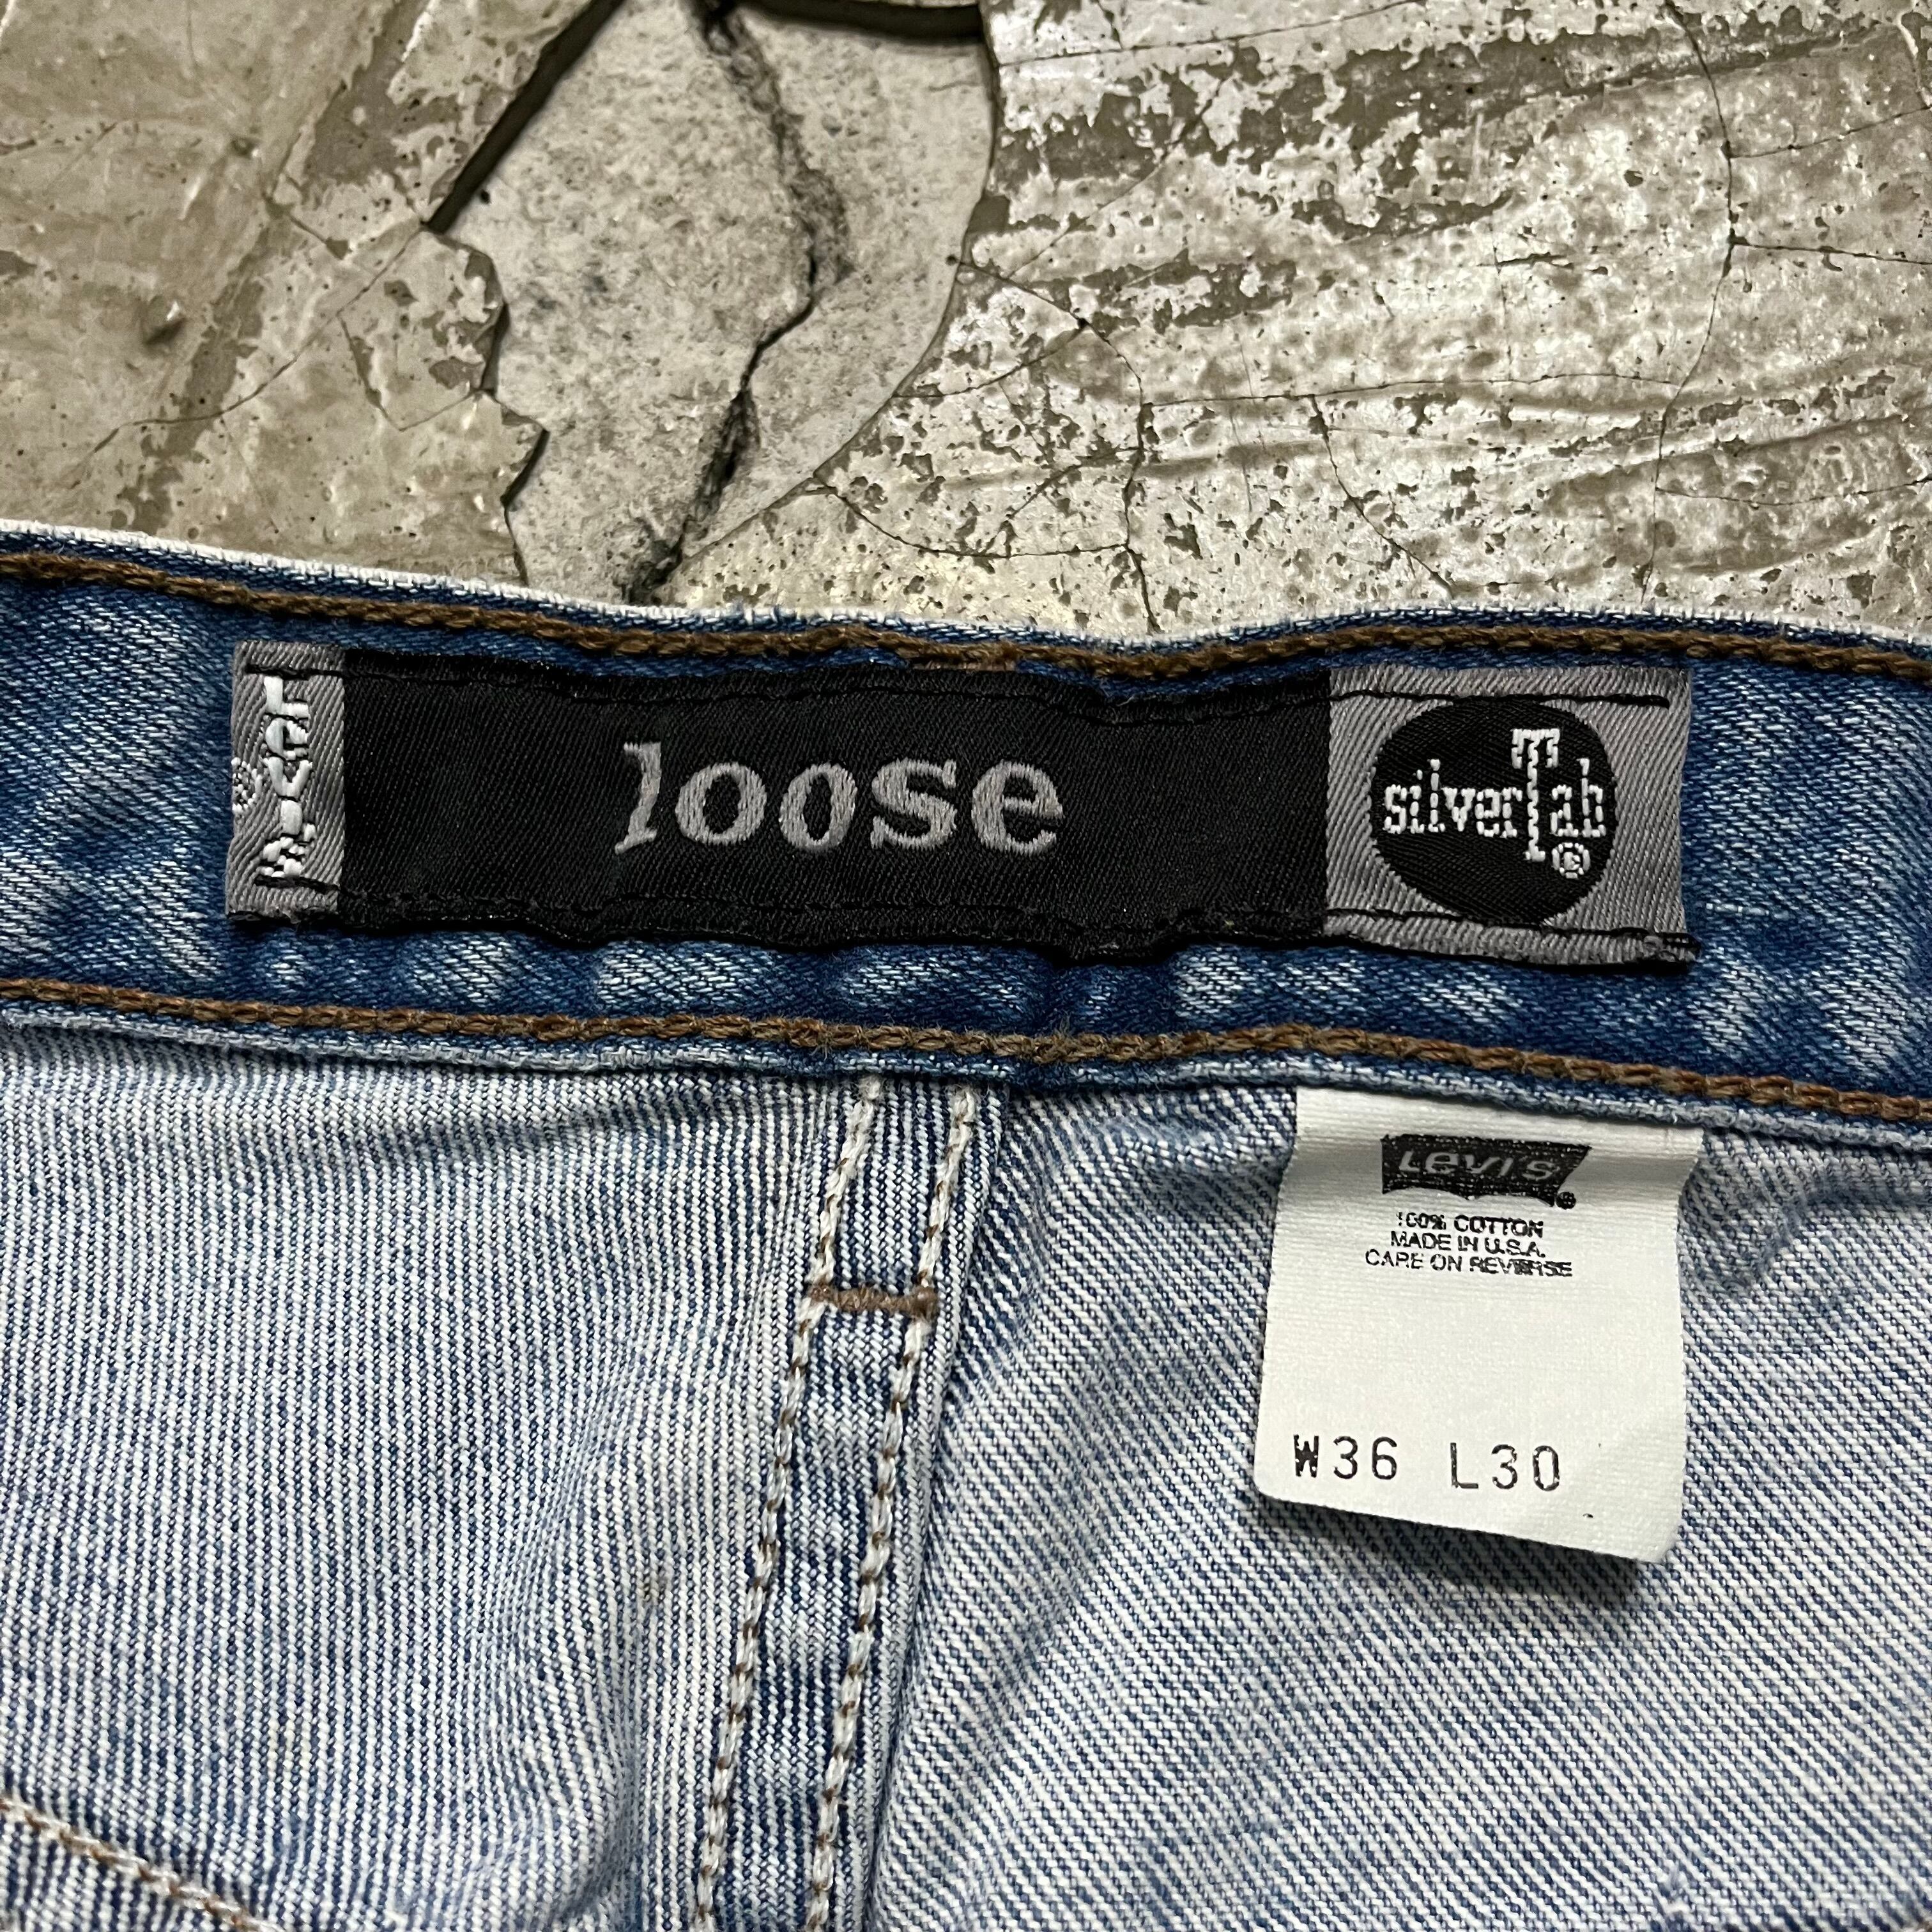 LEVI'S
®
loose
silverTab
®
LEVI'S
®
100% COTTON
MADE IN U.S.A.
CARE ON REVERSE
W36 L30